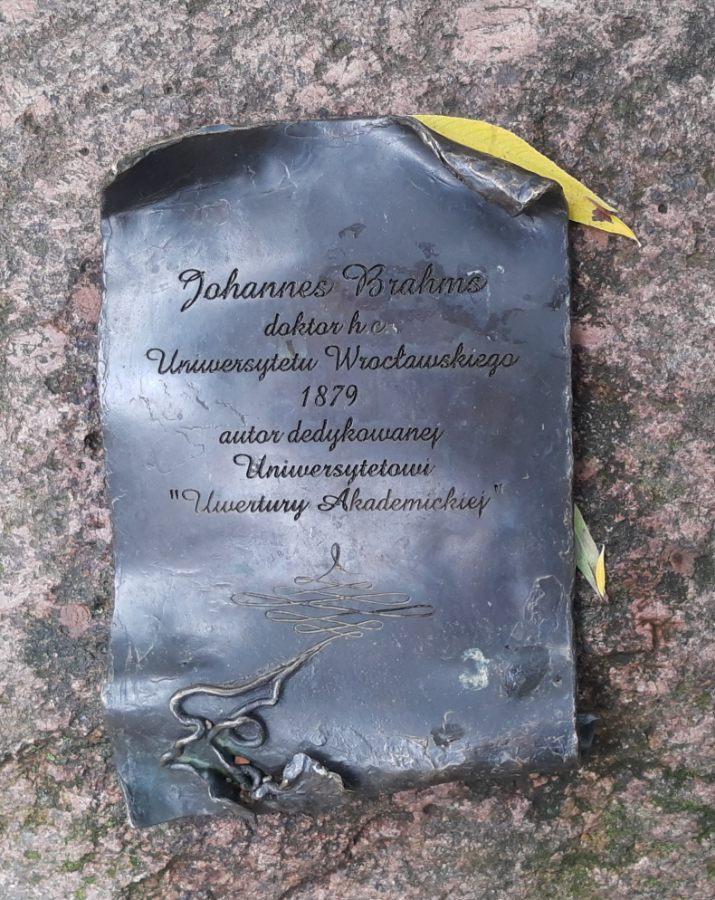 Johannes Brahms
doktor h.c.
Uniwersytetu Wrocławskiego
1879
autor dedykowanej
Uniwersytetowi
"Uwertury Akademickiej"